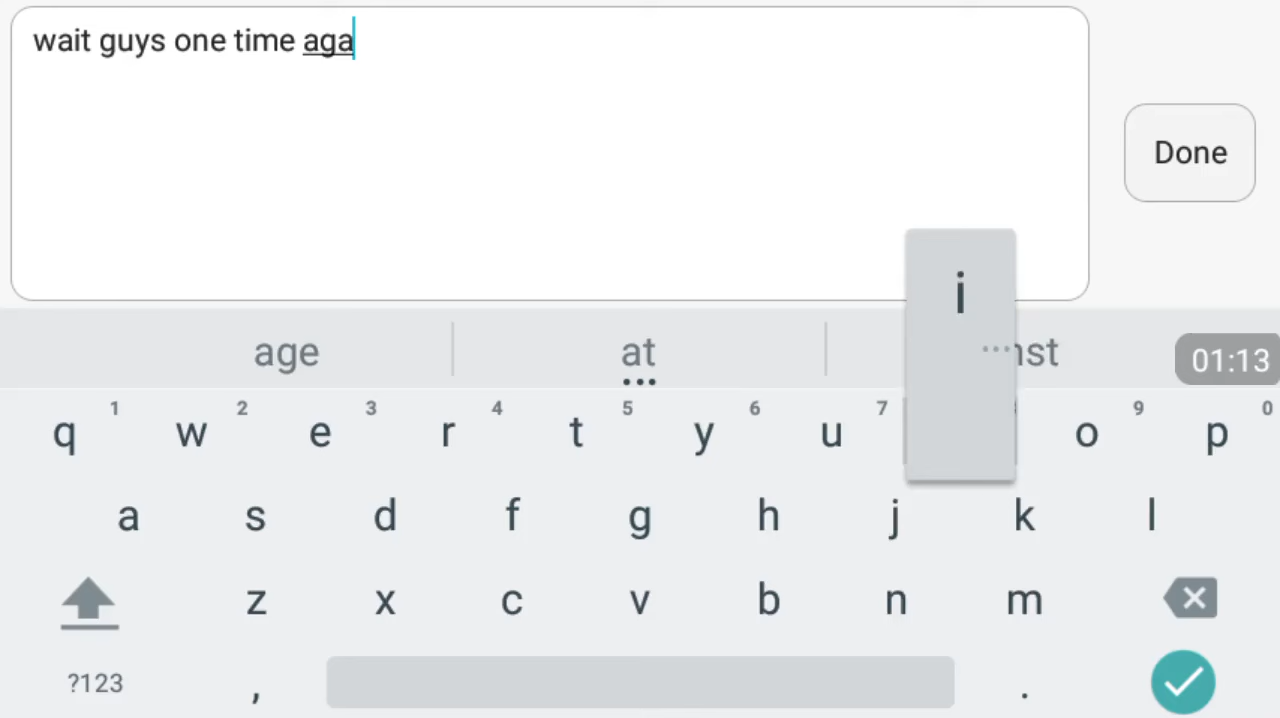 wait guys one time aga
Done
i
age at
01:13
1 2 3 4 5 6 7 9 0
q w e r t y u o p
a s d f g h j k l
z x c v b n m
?123 , .